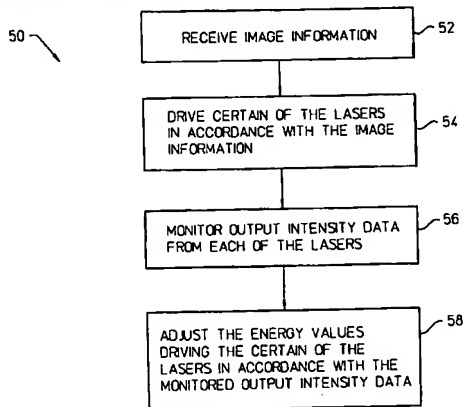 50
RECEIVE IMAGE INFORMATION
52
DRIVE CERTAIN OF THE LASERS
IN ACCORDANCE WITH THE IMAGE
INFORMATION
54
MONITOR OUTPUT INTENSITY DATA
FROM EACH OF THE LASERS
56
ADJUST THE ENERGY VALUES
DRIVING THE CERTAIN OF THE
LASERS IN ACCORDANCE WITH THE
MONITORED OUTPUT INTENSITY DATA
58